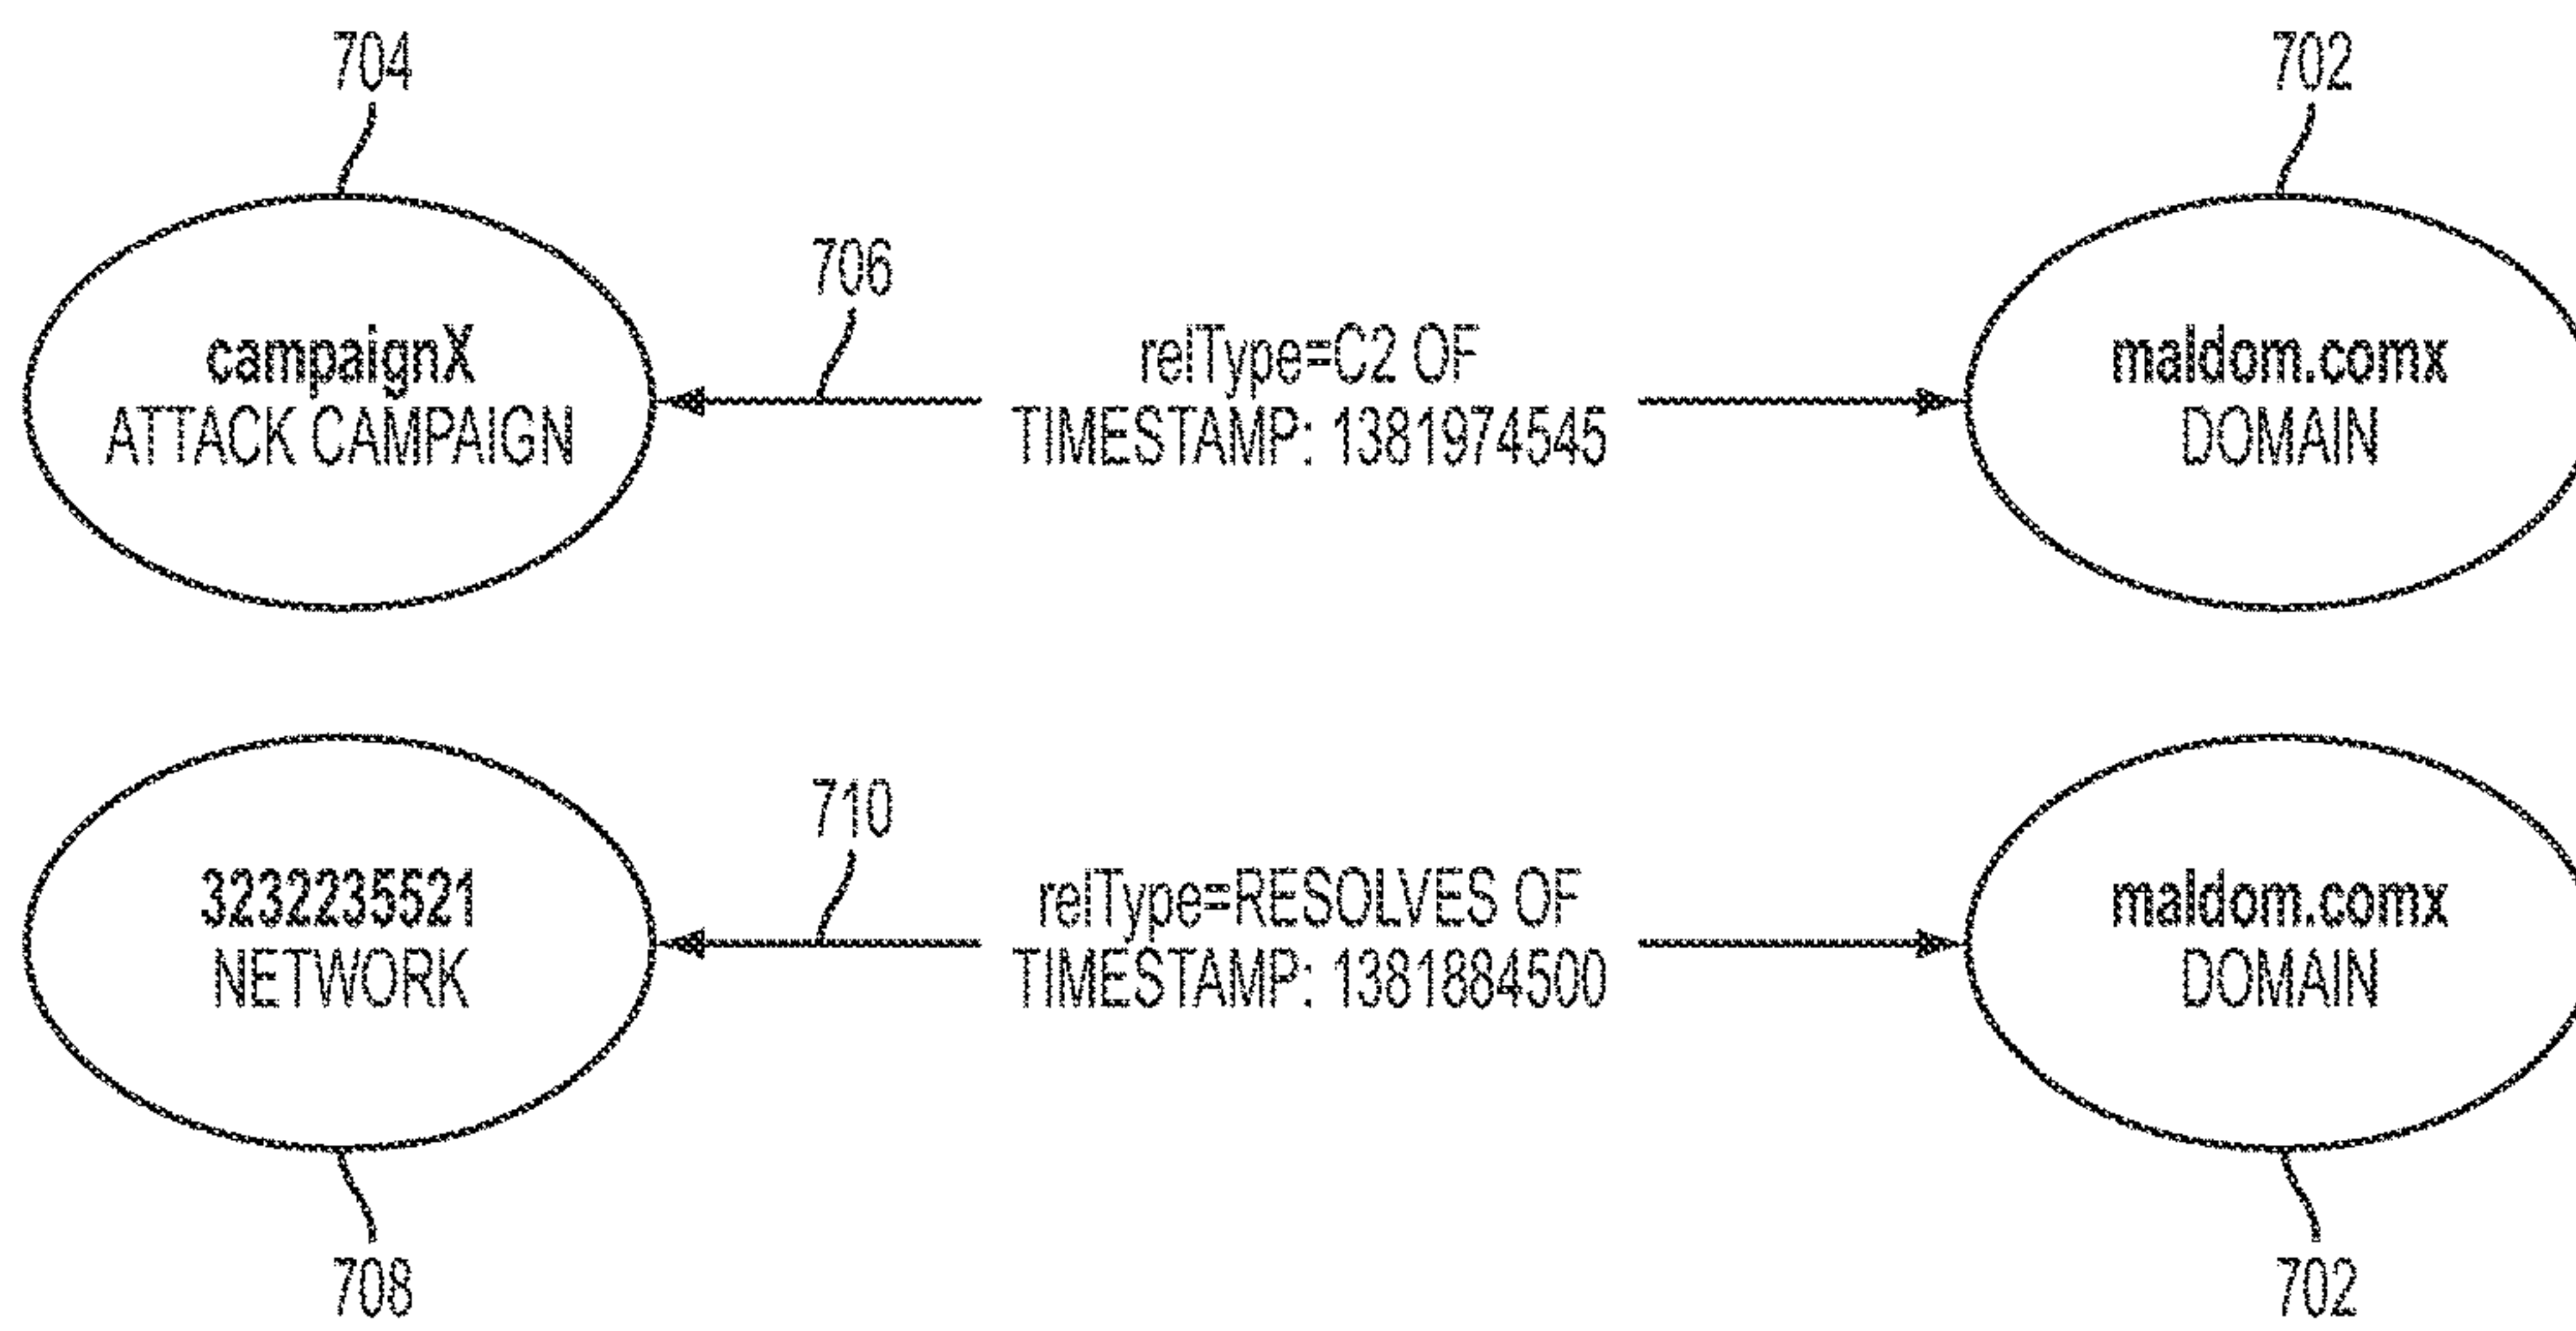 704
702
706
campaignX
ATTACK CAMPAIGN
relType=C2 OF
TIMESTAMP: 1381974545
maldom.comx
DOMAIN
710
3232235521
NETWORK
relType=RESOLVES OF
TIMESTAMP: 1381884500
maldom.comx
DOMAIN
708
702